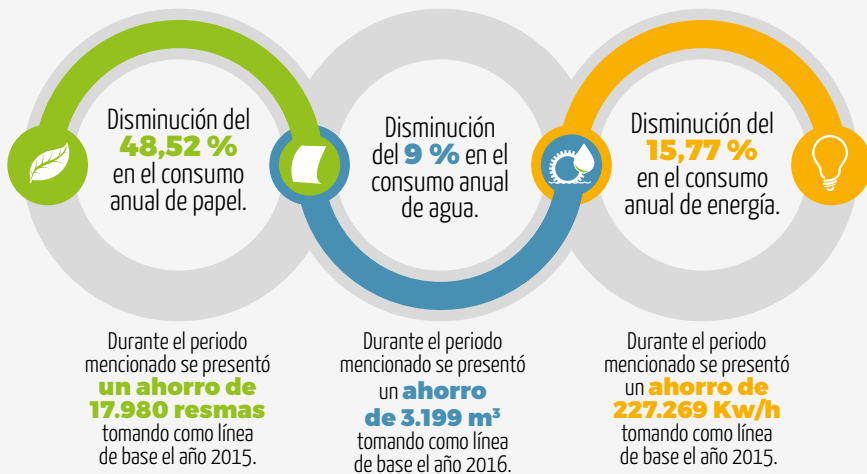 Disminución del
48,52 %
en el consumo
anual de papel.
Disminución
del 9 % en el
consumo anual
de agua.
Disminución del
15,77 %
en el consumo
anual de energía.
Durante el periodo
mencionado se presentó
un ahorro de
17.980 resmas
tomando como línea
de base el año 2015.
Durante el periodo
mencionado se presentó
un ahorro
de 3.199 m³
tomando como línea
de base el año 2016.
Durante el periodo
mencionado se presentó
un ahorro de
227.269 Kw/h
tomando como línea
de base el año 2015.